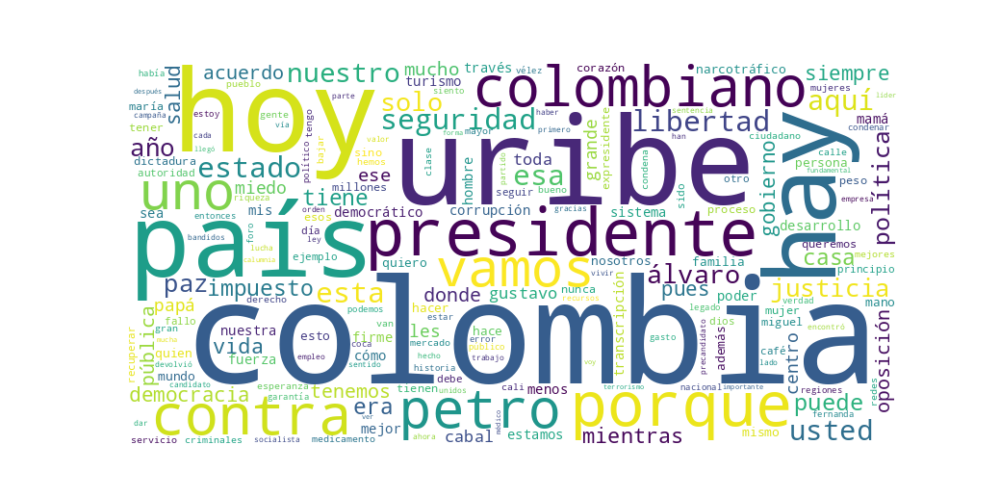 había
salud
acuerdo
nuestro
mucho
través
vélez
corazón
narcotráfico
siempre
después
pueblo
hoy
turismo
siento
colombiano
mujeres
aquí
líder
maría
campaña
estoy
gente
parte
solo
haber
sentencia
mamá
condenar
tener
cada
vía
político
tengo
valor
seguridad
forma
mayor
primero
libertad
han
ciudadano
calle
año
llegó
bajar
sino
hemos
uribe
grande
expresidente
hay
fundamental
política
dictadura
estado
ese
clase
toda
condena
otro
gobierno
persona
autoridad
uno
miedo
millones
hombre
partido
esa
bueno
sido
proceso
peso
empresa
riqueza
tiene
seguir
desarrollo
sea
mis
esos
democrático
corrupción
gracias
sistema
entonces
orden
país
día
ley
presidente
queremos
mejores
bandidos
foro
lucha
ejemplo
quiero
vamos
nosotros
familia
casa
columna
vivir
álvaro
pues
principio
paz
impuesto
esta
donde
gustavo
nunca
transcripción
poder
verdad
justicia
papá
derecho
podemos
hacer
recursos
legado
mujer
mano
pública
fallo
nuestra
van
les
estar
error
público
dios
miguel
café
encontró
recuperar
gran
mucha
quien
vida
esto
firme
hace
mercado
debe
colombia
gasto
precandidato
además
centro
lado
oposición
devolvió
fuerza
empleo
coca
sentido
cómo
historia
hecho
trabajo
voy
mundo
candidato
esperanza
tenemos
tienen
unidos
cali
menos
terrorismo
nacional
importante
regiones
redes
democracia
garantía
contra
era
petro
porque
puede
fernanda
dar
mejor
ver
ahora
médico
estamos
mientras
mismo
usted
servicio
criminales
socialista
medicamento
cabal